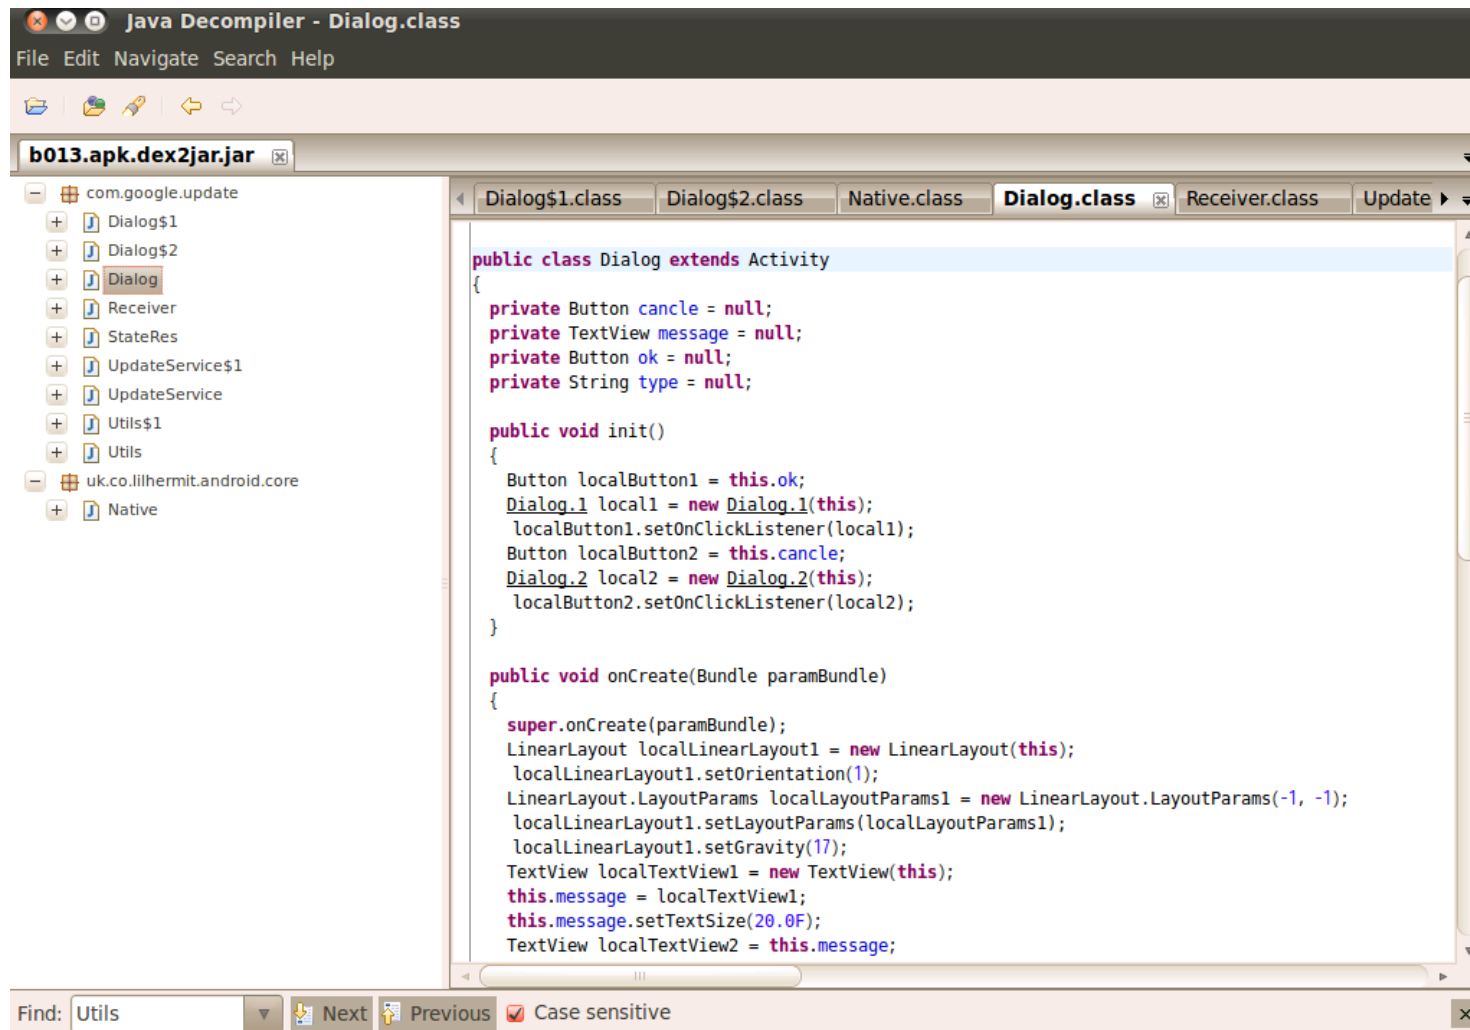 Java Decompiler - Dialog.class
File Edit Navigate Search Help
b013.apk.dex2jar.jar
com.google.update
Dialog$1
Dialog$2
Dialog
Receiver
StateRes
UpdateService$1
UpdateService
Utils$1
Utils
uk.co.lilhermit.android.core
Native
Dialog$1.class Dialog$2.class Native.class Dialog.class Receiver.class Update
public class Dialog extends Activity
{
private Button cancle = null;
private TextView message = null;
private Button ok = null;
private String type = null;
public void init()
{
Button localButton1 = this.ok;
Dialog.1 local1 = new Dialog.1(this);
localButton1.setOnClickListener(local1);
Button localButton2 = this.cancle;
Dialog.2 local2 = new Dialog.2(this);
localButton2.setOnClickListener(local2);
}
public void onCreate(Bundle paramBundle)
{
super.onCreate(paramBundle);
LinearLayout localLinearLayout1 = new LinearLayout(this);
localLinearLayout1.setOrientation(1);
LinearLayout.LayoutParams localLayoutParams1 = new LinearLayout.LayoutParams(-1, -1);
localLinearLayout1.setLayoutParams(localLayoutParams1);
localLinearLayout1.setGravity(17);
TextView localTextView1 = new TextView(this);
this.message = localTextView1;
this.message.setTextSize(20.0F);
TextView localTextView2 = this.message;
Find: Utils Next Previous Case sensitive